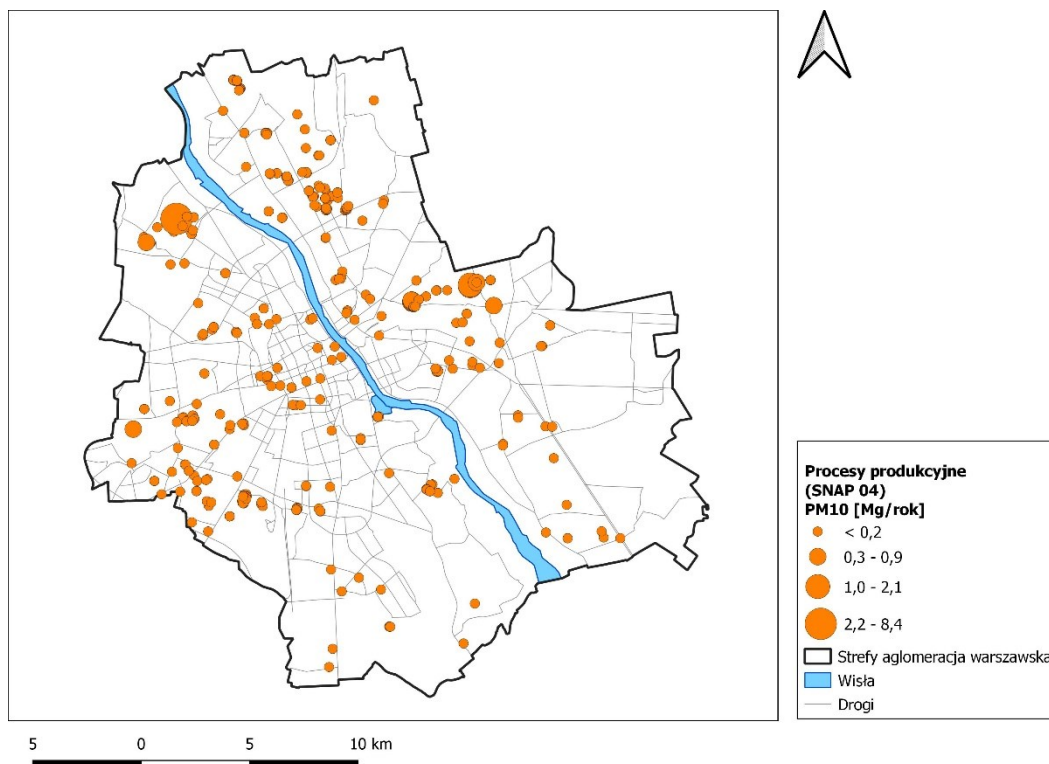 Procesy produkcyjne
(SNAP 04)
PM10 [Mg/rok]
< 0,2
0,3 - 0,9
1,0 - 2,1
2,2 - 8,4
Strefy aglomeracja warszawska
Wisła
Drogi
5 0 5 10 km